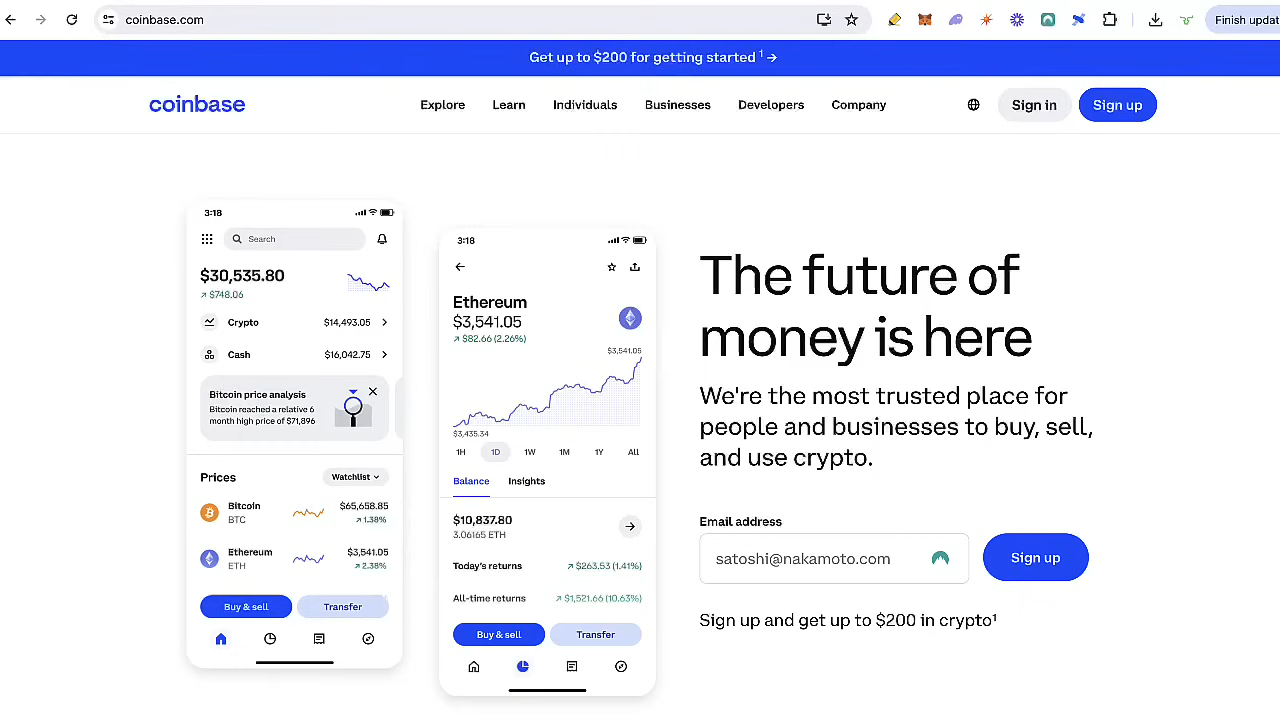 coinbase.com
Finish updat
Get up to $200 for getting started ¹ →
coinbase
Explore
Learn
Individuals
Businesses
Developers
Company
Sign in
Sign up
3:18
Search
$30,535.80
↗ $748.06
Crypto
$14,493.05
Cash
$16,042.75
Bitcoin price analysis
Bitcoin reached a relative 6
month high price of $71,896
Prices
Watchlist
Bitcoin
$65,658.85
BTC
↗ 1.38%
Ethereum
$3,541.05
ETH
↗ 2.38%
Buy & sell
Transfer
3:18
Ethereum
$3,541.05
↗ $82.66 (2.26%)
$3,541.05
$3,435.34
1H
1D
1W
1M
1Y
All
Balance
Insights
$10,837.80
3.06165 ETH
Today's returns
↗ $263.53 (1.41%)
All-time returns
↗ $1,521.66 (10.63%)
Buy & sell
Transfer
The future of
money is here
We're the most trusted place for
people and businesses to buy, sell,
and use crypto.
Email address
satoshi@nakamoto.com
Sign up
Sign up and get up to $200 in crypto¹